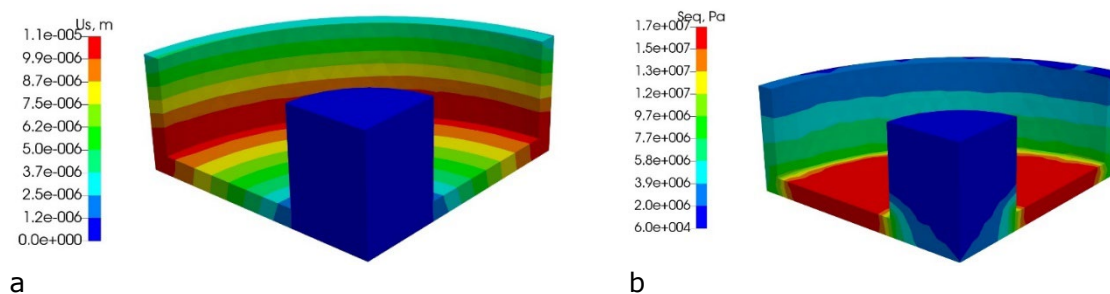 Us, m
1.1e-005
9.9e-006
8.7e-006
7.5e-006
6.2e-006
5.0e-006
3.7e-006
2.5e-006
1.2e-006
0.0e+000
a
Seq, Pa
1.7e+007
1.5e+007
1.3e+007
1.2e+007
9.7e+006
7.7e+006
5.8e+006
3.9e+006
2.0e+006
6.0e+004
b